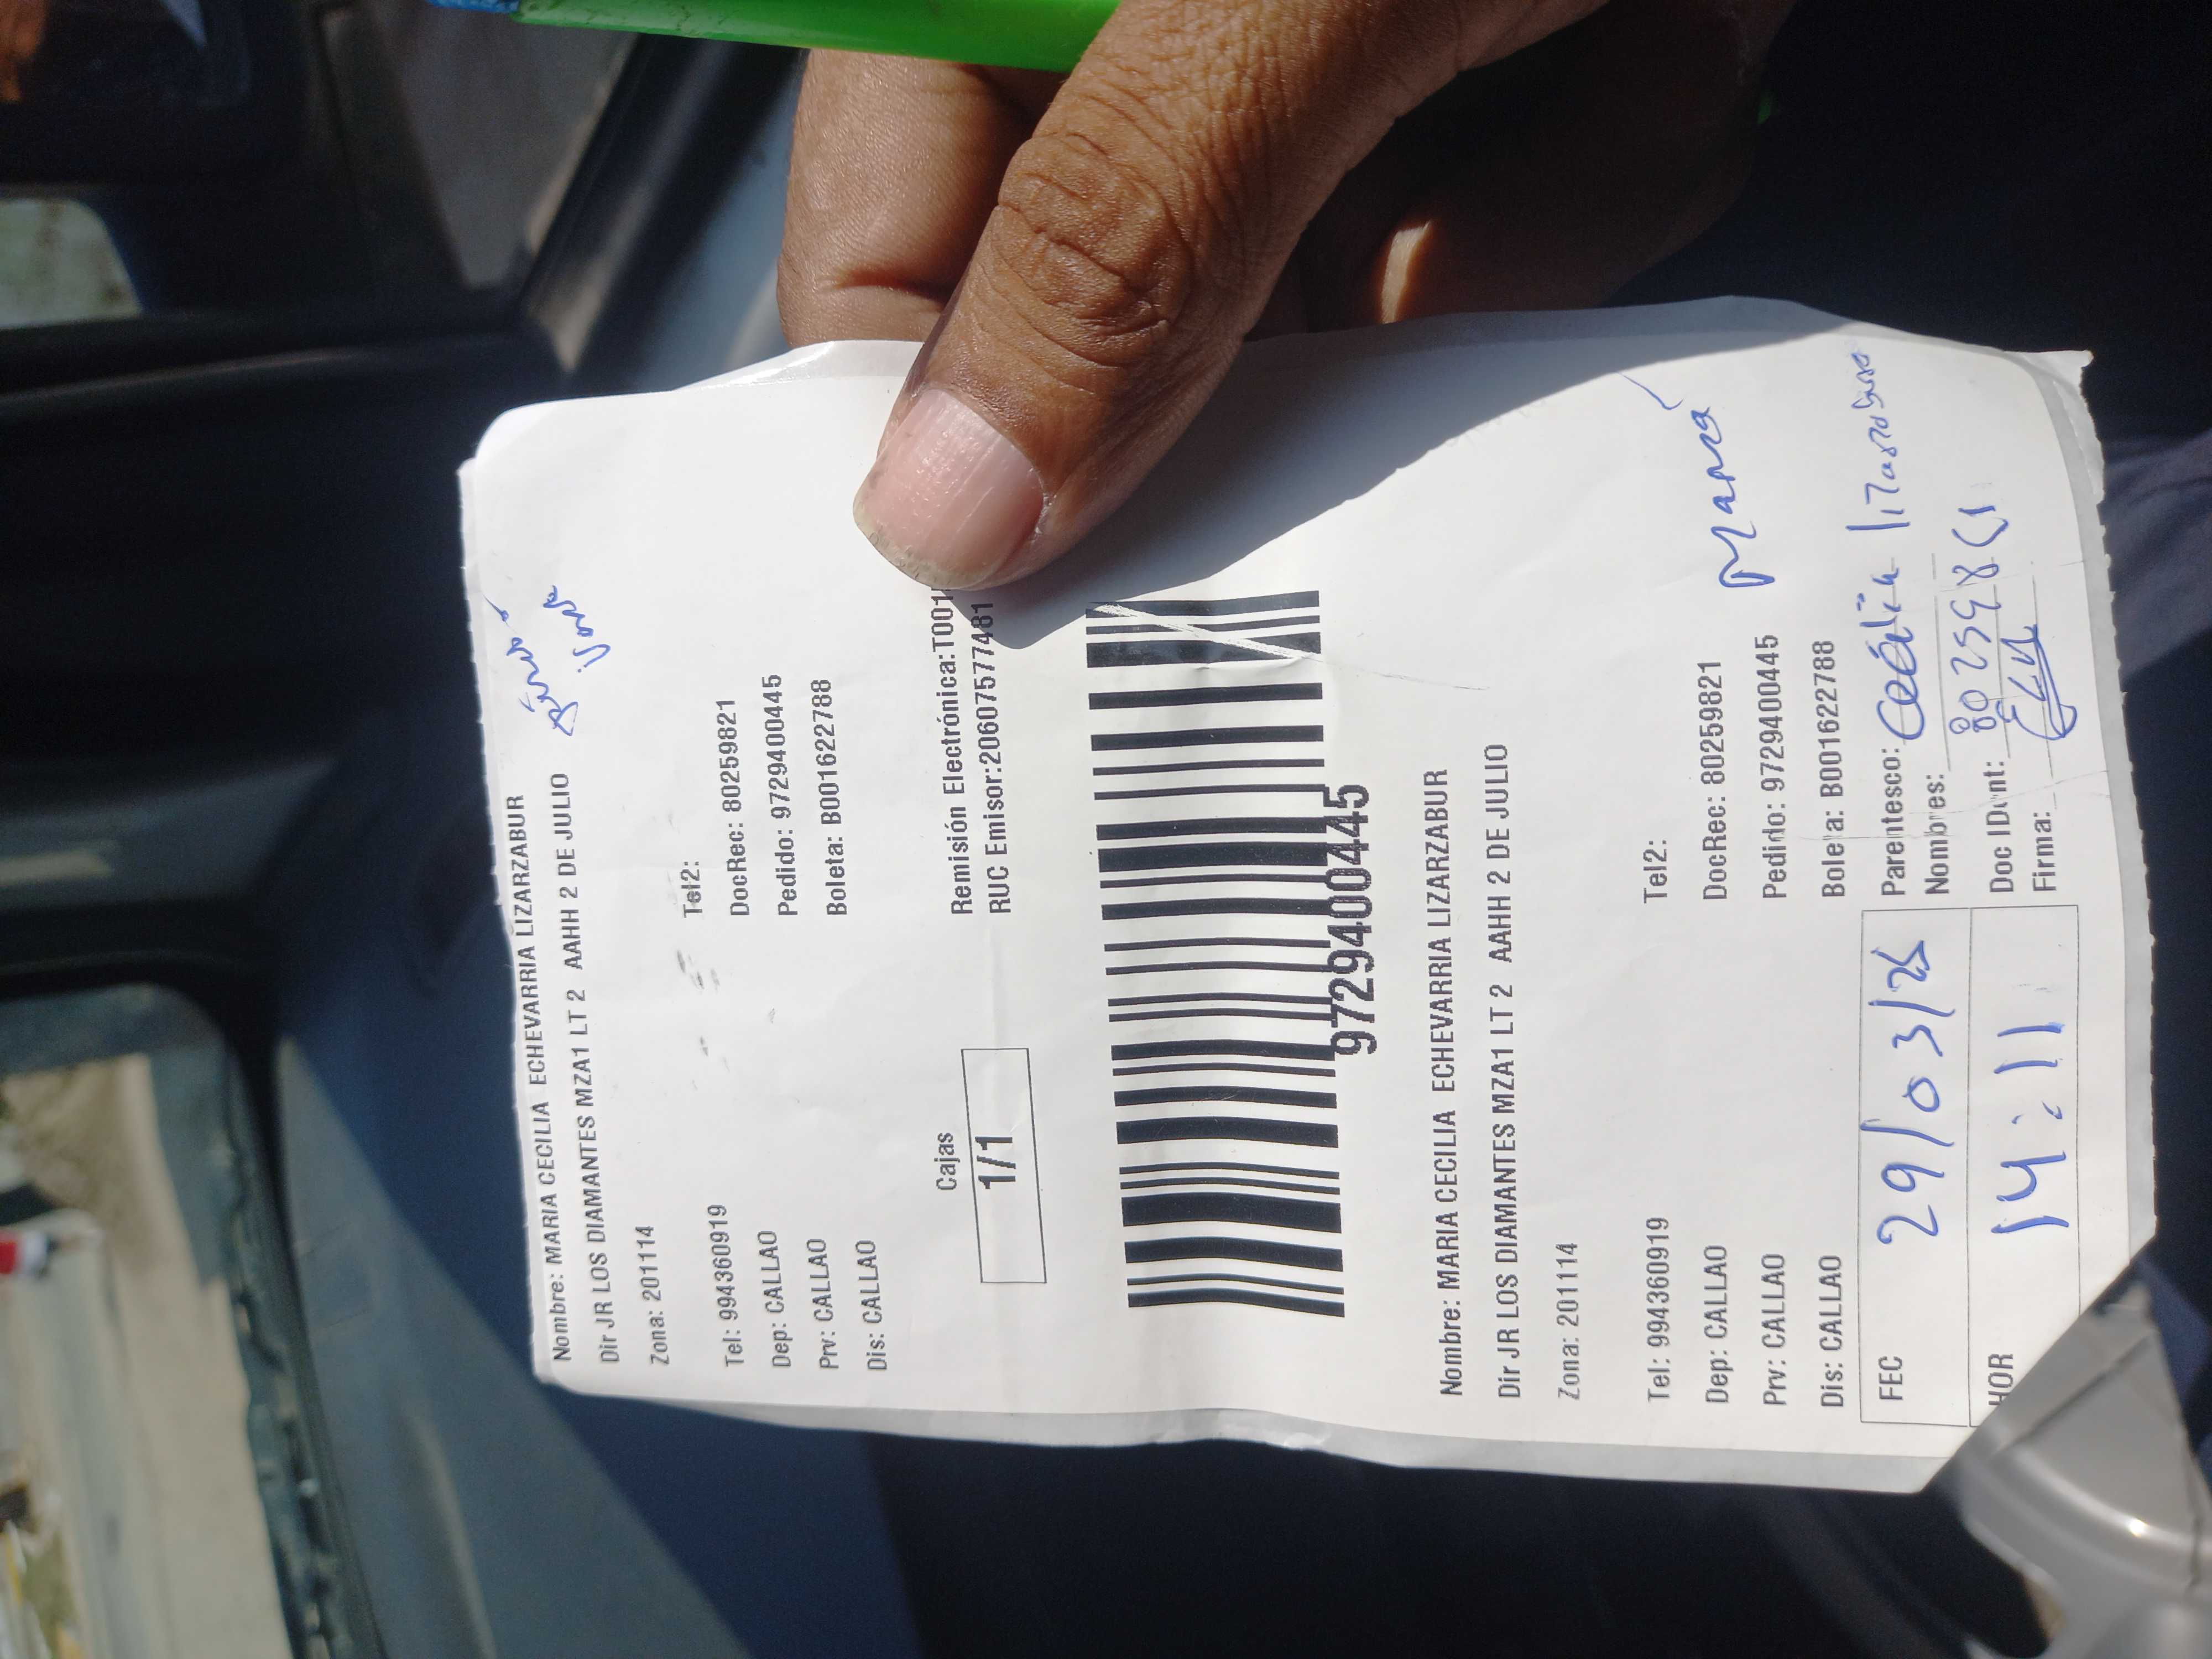 Nombre: MARIA CECILIA ECHEVARRIA LIZARZABUR
Dir JR LOS DIAMANTES MZA1 LT 2 AAHH 2 DE JULIO
Zona: 201114
Tel: 994360919 Tel2:
Dep: CALLAO DocRec: 80259821
Prv: CALLAO Pedido: 9729400445
Dis: CALLAO Boleta: B001622788
Cajas
1/1
Remisión Electrónica:T001
RUC Emisor:20607577481
9729400445
Nombre: MARIA CECILIA ECHEVARRIA LIZARZABUR
Dir JR LOS DIAMANTES MZA1 LT 2 AAHH 2 DE JULIO
Zona: 201114
Tel: 994360919 Tel2:
Dep: CALLAO DocRec: 80259821
Prv: CALLAO Pedido: 9729400445
Dis: CALLAO Boleta: B001622788
FEC 29/03/25
Parentesco: Cecilia
Nombres:
HOR 14:11
Doc IDent:
Firma: